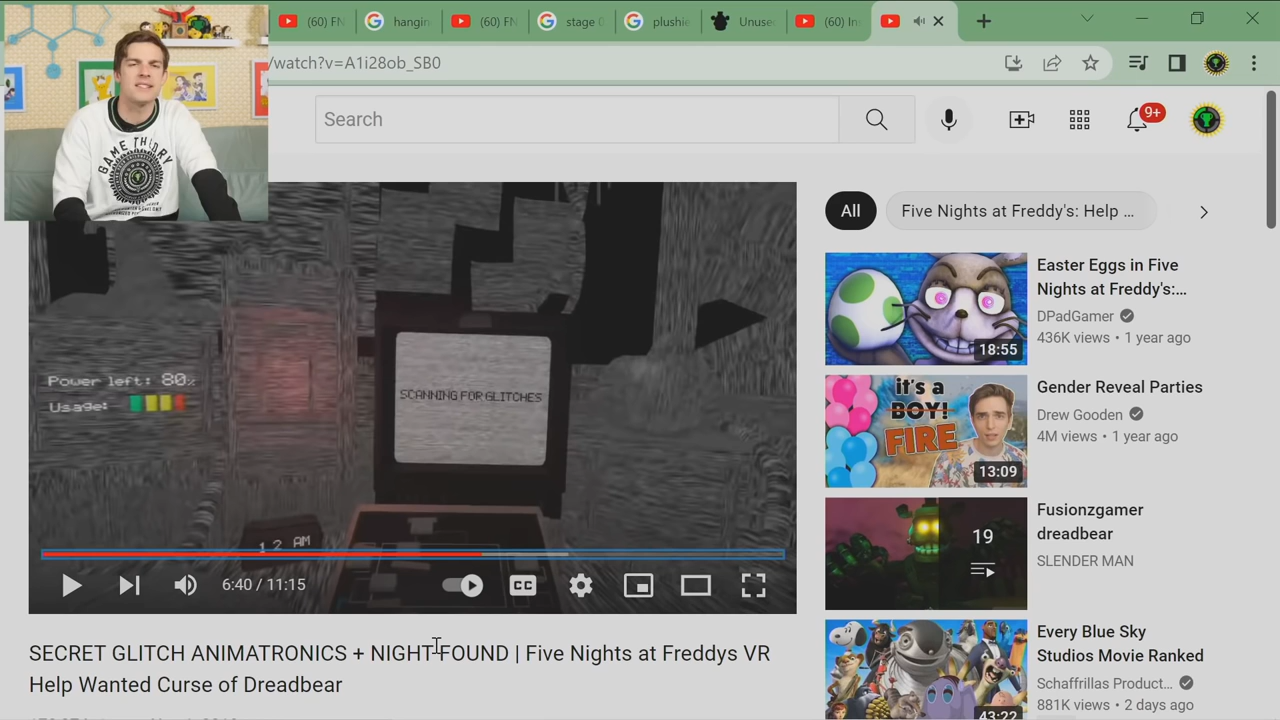 (60) FN
hangin
(60) FN
stage 0
plushie
Unuse
(60) In
/watch?v=A1i28ob_SB0
Search
9+
GAME THEORY
All
Five Nights at Freddy's: Help ...
Power left: 80%
Usage:
SCANNING FOR GLITCHES
12 AM
6:40 / 11:15
CC
SECRET GLITCH ANIMATRONICS + NIGHT FOUND | Five Nights at Freddys VR
Help Wanted Curse of Dreadbear
18:55
Easter Eggs in Five
Nights at Freddy's:...
DPadGamer
436K views • 1 year ago
it's a
BOY!
FIRE
13:09
Gender Reveal Parties
Drew Gooden
4M views • 1 year ago
19
Fusionzgamer
dreadbear
SLENDER MAN
43:22
Every Blue Sky
Studios Movie Ranked
Schaffrillas Product...
881K views • 2 days ago